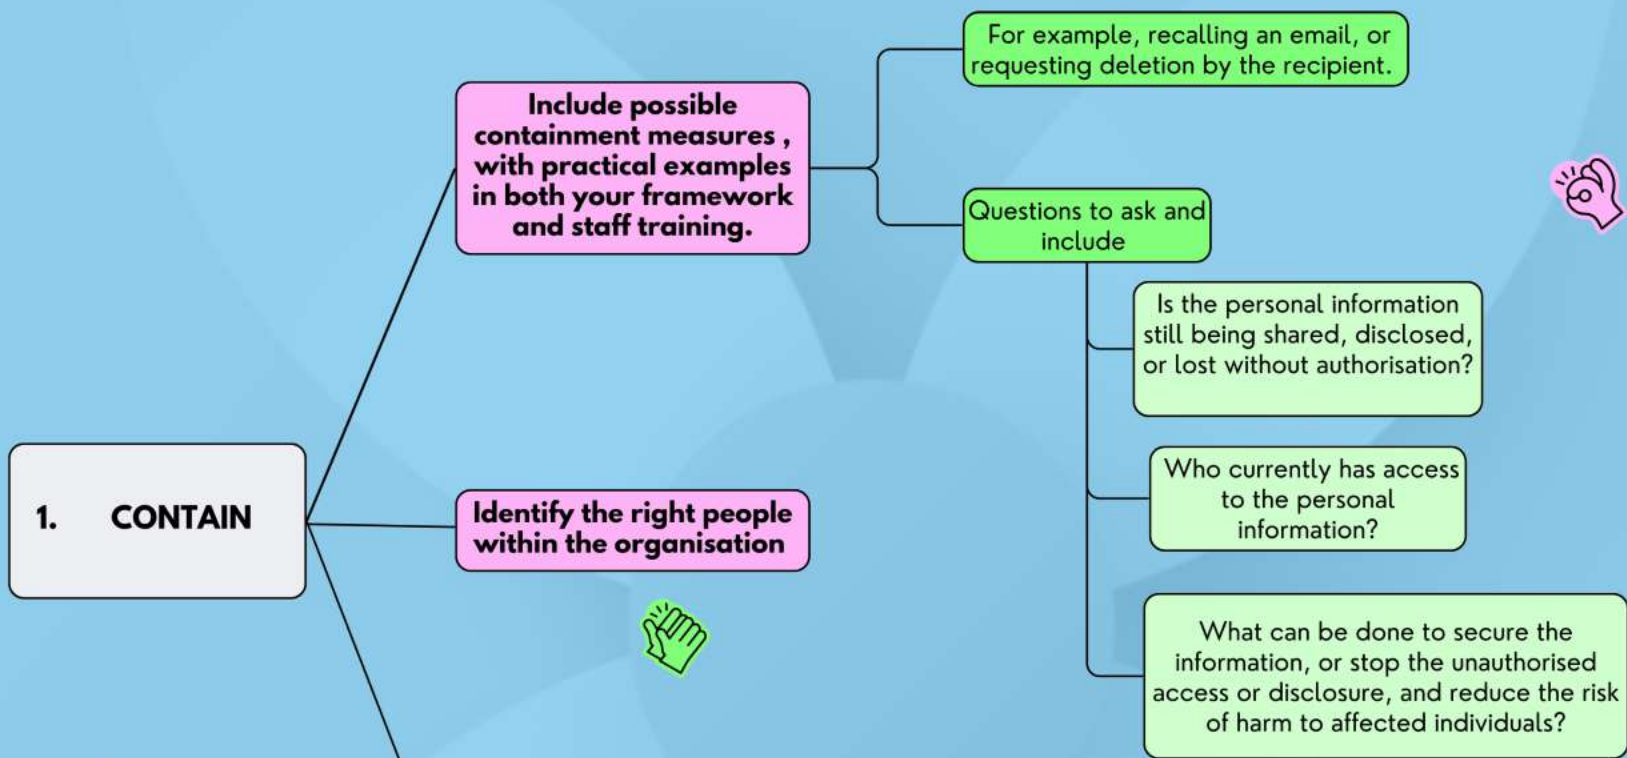 For example, recalling an email, or
requesting deletion by the recipient.
Include possible
containment measures ,
with practical examples
in both your framework
and staff training.
Questions to ask and
include
Is the personal information
still being shared, disclosed,
or lost without authorisation?
Who currently has access
to the personal
information?
1. CONTAIN
Identify the right people
within the organisation
What can be done to secure the
information, or stop the unauthorised
access or disclosure, and reduce the risk
of harm to affected individuals?